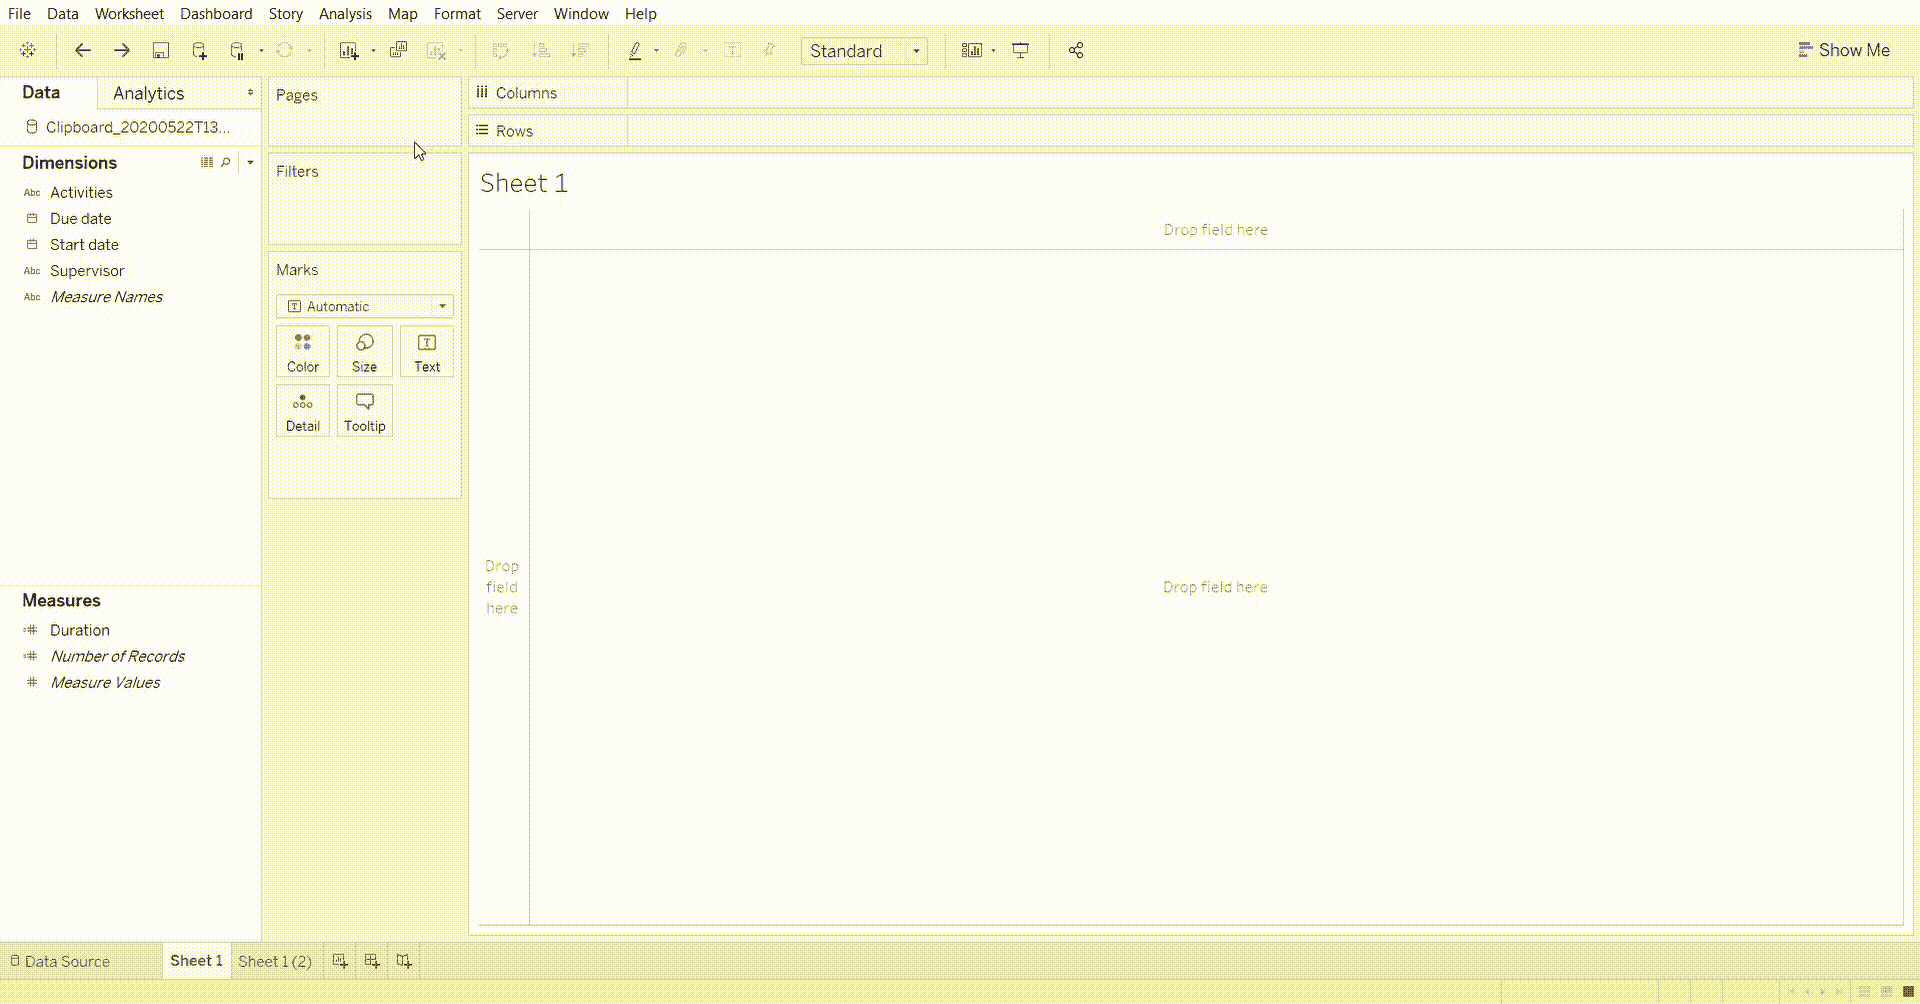 File Data Worksheet Dashboard Story Analysis Map Format Server Window Help
Standard
Show Me
Data Analytics
Clipboard_20200522T13...
Dimensions
Abc Activities
Due date
Start date
Abc Supervisor
Abc Measure Names
Measures
Duration
Number of Records
Measure Values
Pages
Filters
Marks
Automatic
Color Size Text
Detail Tooltip
Columns
Rows
Sheet 1
Drop field here
Drop
field
here
Drop field here
Data Source Sheet 1 Sheet 1 (2)